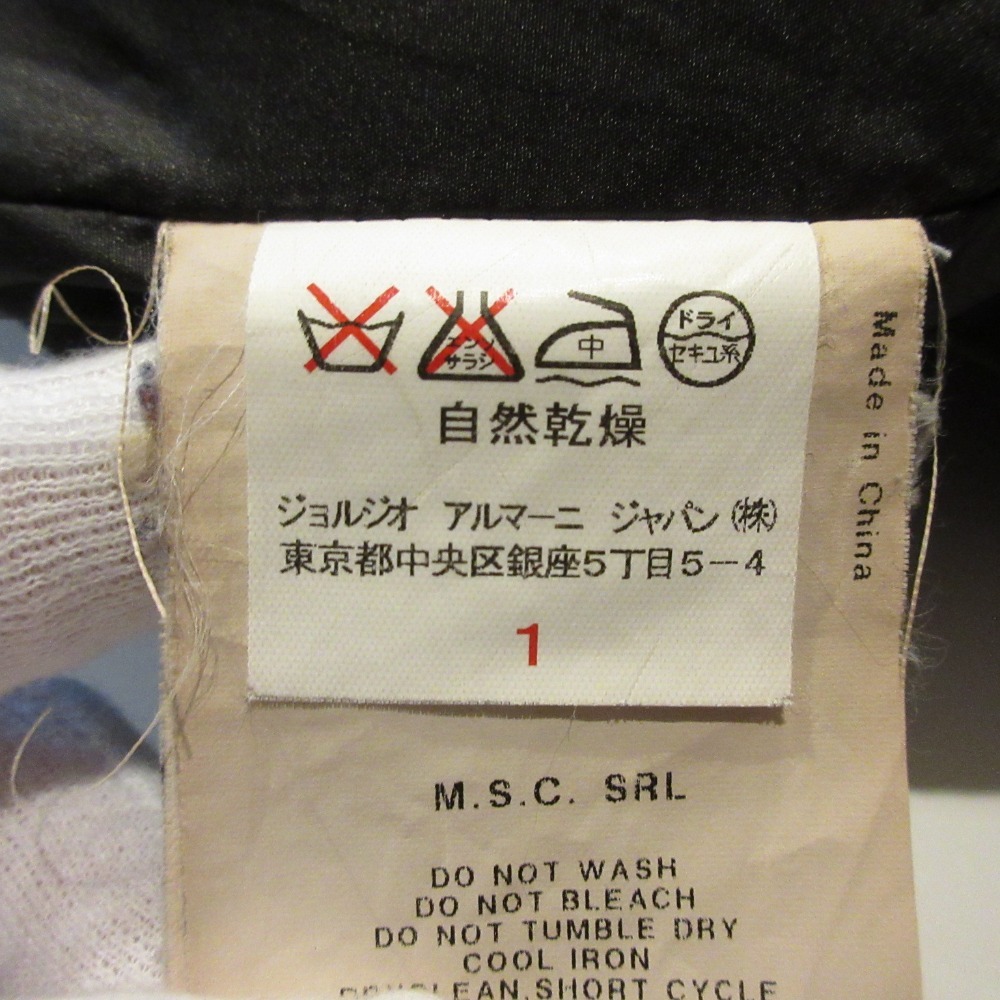 エンソ
サラシ
中
ドライ
セキユ系
自然乾燥
ジョルジオ アルマーニ ジャパン(株)
東京都中央区銀座5丁目5-4
1
Made in China
M.S.C. SRL
DO NOT WASH
DO NOT BLEACH
DO NOT TUMBLE DRY
COOL IRON
DRYCLEAN,SHORT CYCLE